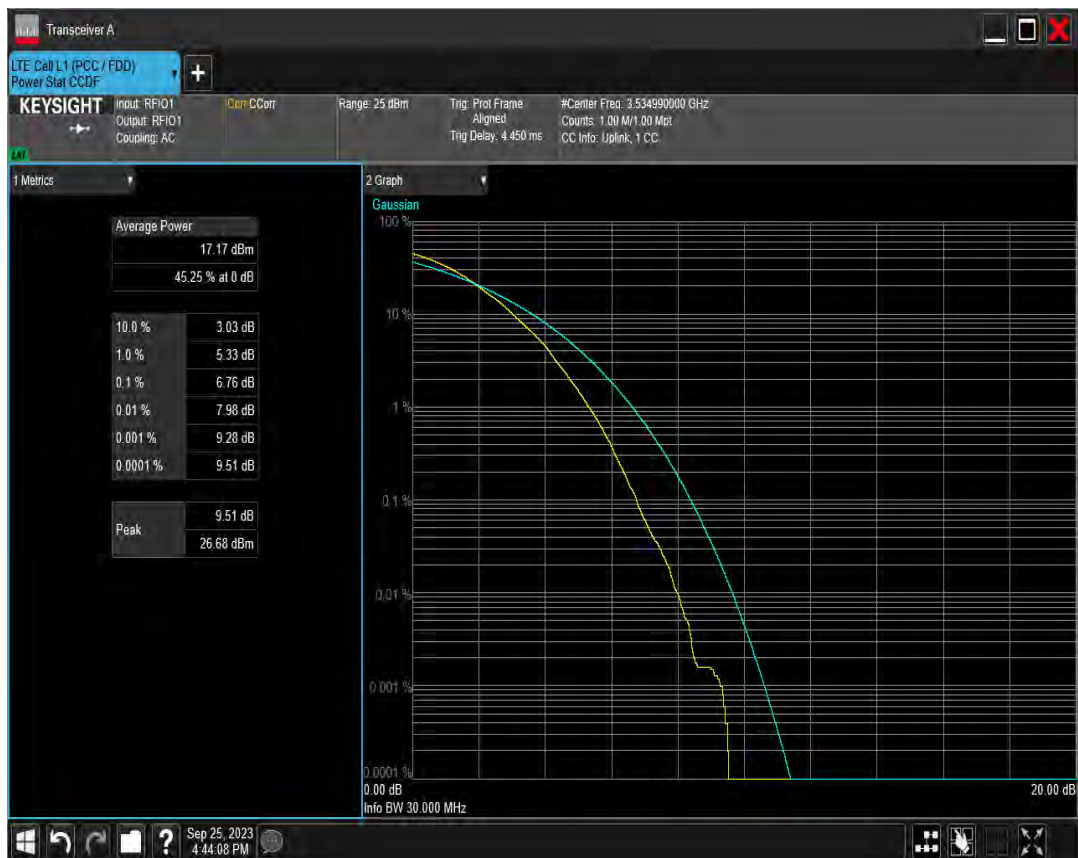 Transceiver A
LTE Cell L1 (PCC / FDD)
Power Stat CCDF
+
KEYSIGHT
Input: RFIO1
Output: RFIO1
Coupling: AC
Corr CCorr
Range: 25 dBm
Trig: Prot Frame
Aligned
Trig Delay: 4.450 ms
#Center Freq: 3.534990000 GHz
Counts: 1.00 M/1.00 Mpt
CC Info: Uplink, 1 CC
1 Metrics
Average Power
17.17 dBm
45.25 % at 0 dB
10.0 % 3.03 dB
1.0 % 5.33 dB
0.1 % 6.76 dB
0.01 % 7.98 dB
0.001 % 9.28 dB
0.0001 % 9.51 dB
Peak
9.51 dB
26.68 dBm
2 Graph
Gaussian
100 %
10 %
1 %
0.1 %
0.01 %
0.001 %
0.0001 %
0.00 dB 20.00 dB
Info BW 30.000 MHz
?
Sep 25, 2023
4:44:08 PM